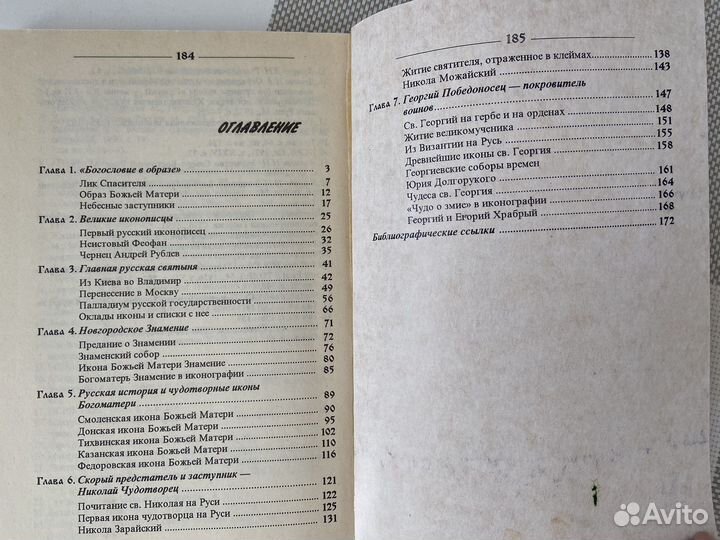 184
ОГЛАВЛЕНИЕ
Глава 1. «Богословие в образе» 3
Лик Спасителя 7
Образ Божьей Матери 12
Небесные заступники 17
Глава 2. Великие иконописцы 25
Первый русский иконописец 26
Неистовый Феофан 32
Чернец Андрей Рублев 35
Глава 3. Главная русская святыня 41
Из Киева во Владимир 42
Перенесение в Москву 49
Палладиум русской государственности 56
Оклады иконы и списки с нее 66
Глава 4. Новгородское Знамение 71
Предание о Знамении 72
Знаменский собор 76
Икона Божьей Матери Знамение 80
Богоматерь Знамение в иконографии 85
Глава 5. Русская история и чудотворные иконы
Богоматери 89
Смоленская икона Божьей Матери 90
Донская икона Божьей Матери 95
Тихвинская икона Божьей Матери 102
Казанская икона Божьей Матери 110
Федоровская икона Божьей Матери 116
Глава 6. Скорый предстатель и заступник —
Николай Чудотворец 121
Почитание св. Николая на Руси 122
Первая икона чудотворца на Руси 125
Никола Зарайский 131
185
Житие святителя, отраженное в клеймах 138
Никола Можайский 143
Глава 7. Георгий Победоносец — покровитель
воинов 147
Св. Георгий на гербе и на орденах 148
Житие великомученика 151
Из Византии на Русь 155
Древнейшие иконы св. Георгия 158
Георгиевские соборы времен
Юрия Долгорукого 161
Чудеса св. Георгия 164
«Чудо о змие» в иконографии 166
Георгий и Егорий Храбрый 168
Библиографические ссылки 172
Avito